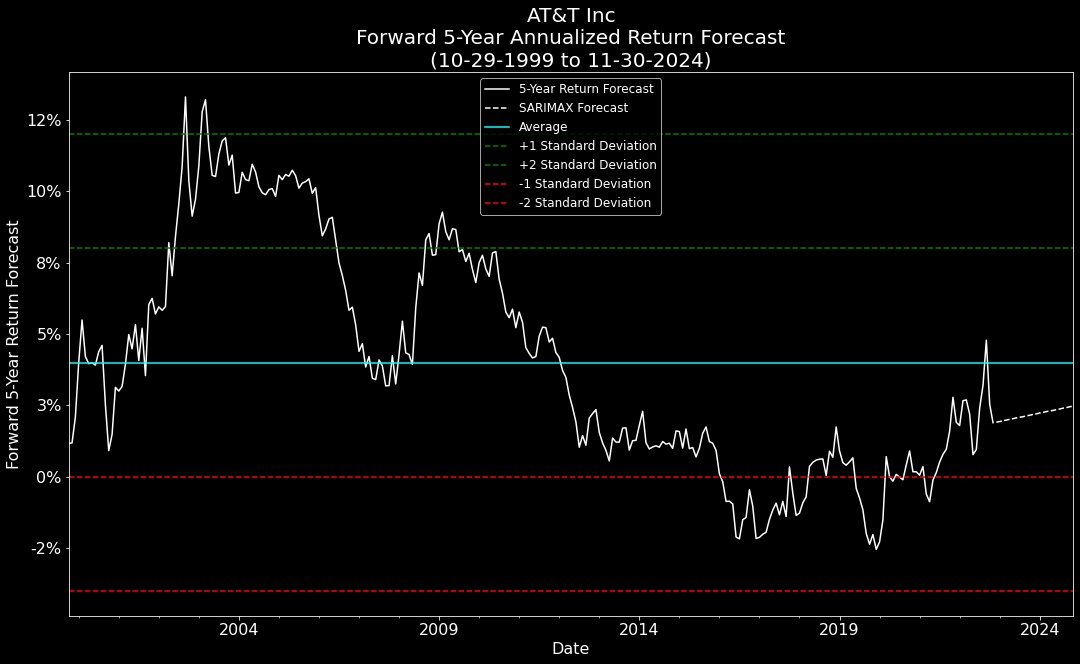 AT&T Inc
Forward 5-Year Annualized Return Forecast
(10-29-1999 to 11-30-2024)
5-Year Return Forecast
SARIMAX Forecast
Average
+1 Standard Deviation
+2 Standard Deviation
-1 Standard Deviation
-2 Standard Deviation
Forward 5-Year Return Forecast
12%
10%
8%
5%
3%
0%
-2%
2004 2009 2014 2019 2024
Date